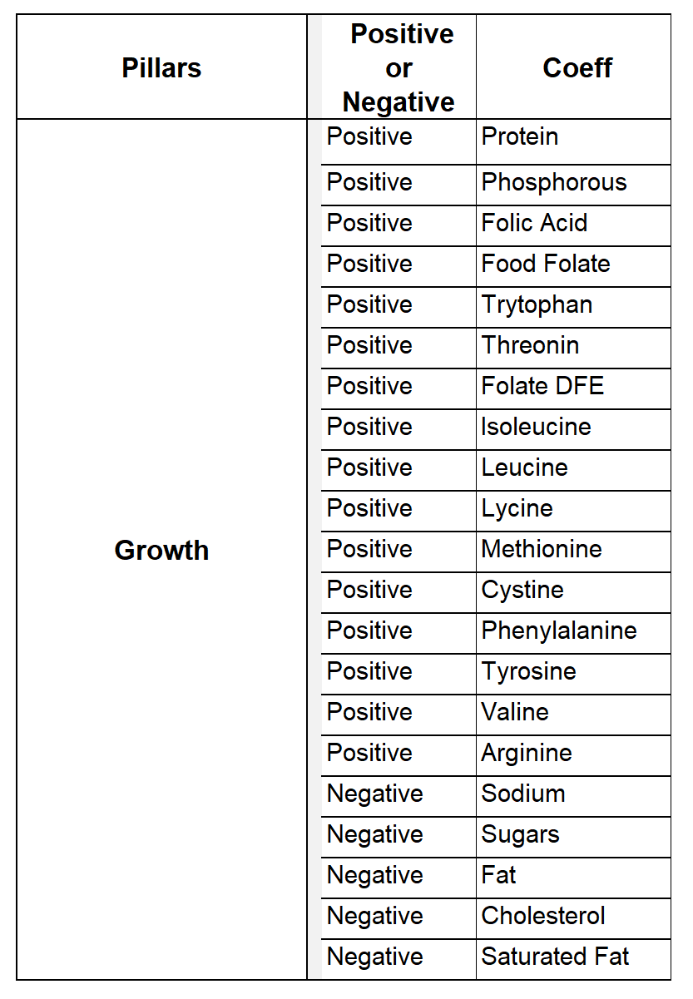 Pillars
Positive
or
Negative
Coeff
Positive Protein
Positive Phosphorous
Positive Folic Acid
Positive Food Folate
Positive Trytophan
Positive Threonin
Positive Folate DFE
Positive Isoleucine
Positive Leucine
Positive Lycine
Growth
Positive Methionine
Positive Cystine
Positive Phenylalanine
Positive Tyrosine
Positive Valine
Positive Arginine
Negative Sodium
Negative Sugars
Negative Fat
Negative Cholesterol
Negative Saturated Fat